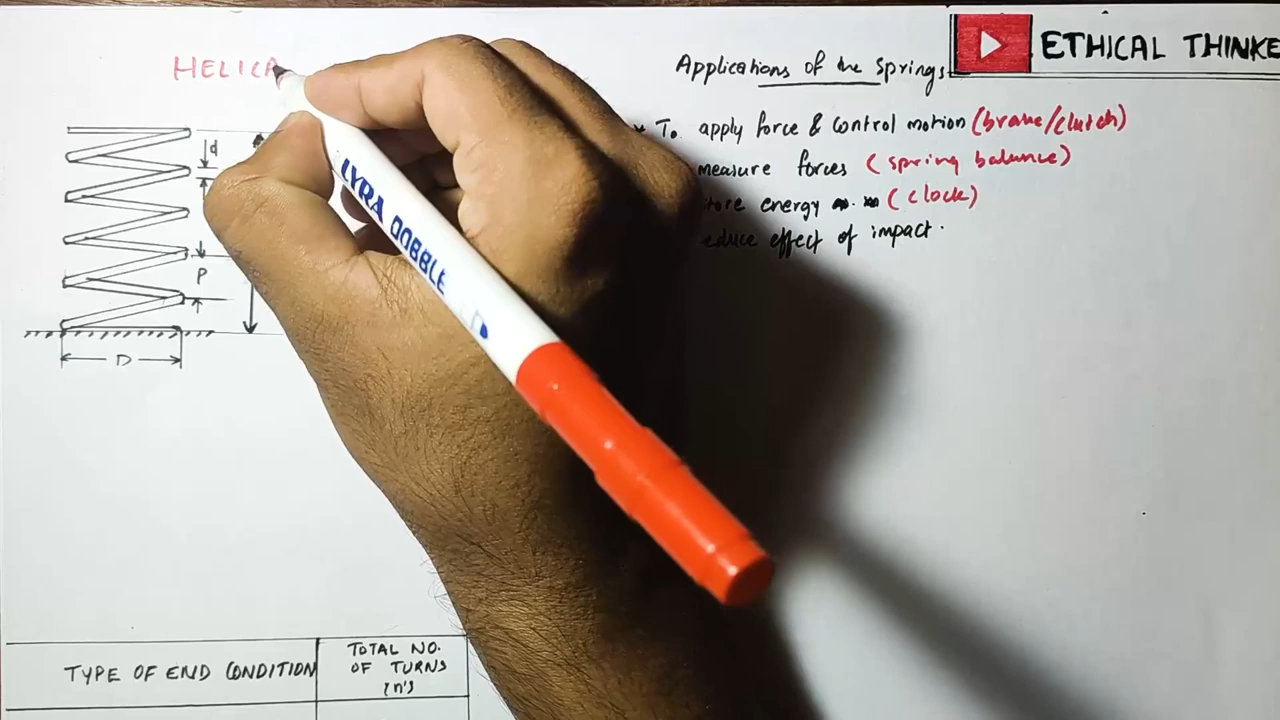 HELICA
Applications of the Springs
ETHICAL THINKE
* To apply force & control motion (brake/clutch)
measure forces (spring balance)
tore energy (clock)
educe effect of impact.
d
P
D
LYRA DOBBLE
TYPE OF END CONDITION
TOTAL NO.
OF TURNS
(n')